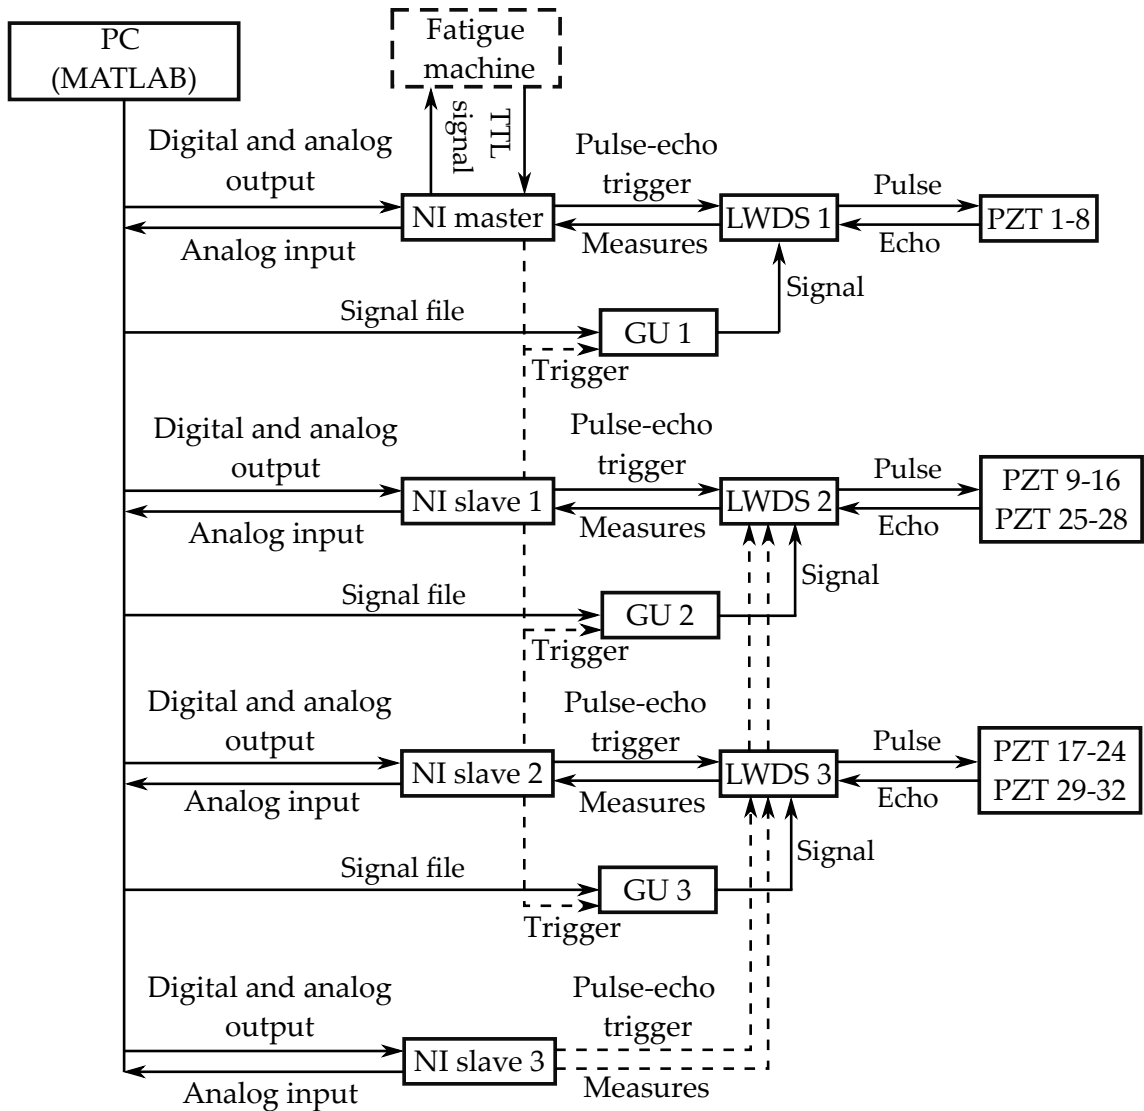 PC
(MATLAB)
Fatigue
machine
TTL
signal
Digital and analog
output
Analog input
NI master
Pulse-echo
trigger
Measures
LWDS 1
Pulse
Echo
PZT 1-8
Signal
Signal file
GU 1
Trigger
Digital and analog
output
Analog input
NI slave 1
Pulse-echo
trigger
Measures
LWDS 2
Pulse
Echo
PZT 9-16
PZT 25-28
Signal
Signal file
GU 2
Trigger
Digital and analog
output
Analog input
NI slave 2
Pulse-echo
trigger
Measures
LWDS 3
Pulse
Echo
PZT 17-24
PZT 29-32
Signal
Signal file
GU 3
Trigger
Digital and analog
output
Analog input
NI slave 3
Pulse-echo
trigger
Measures